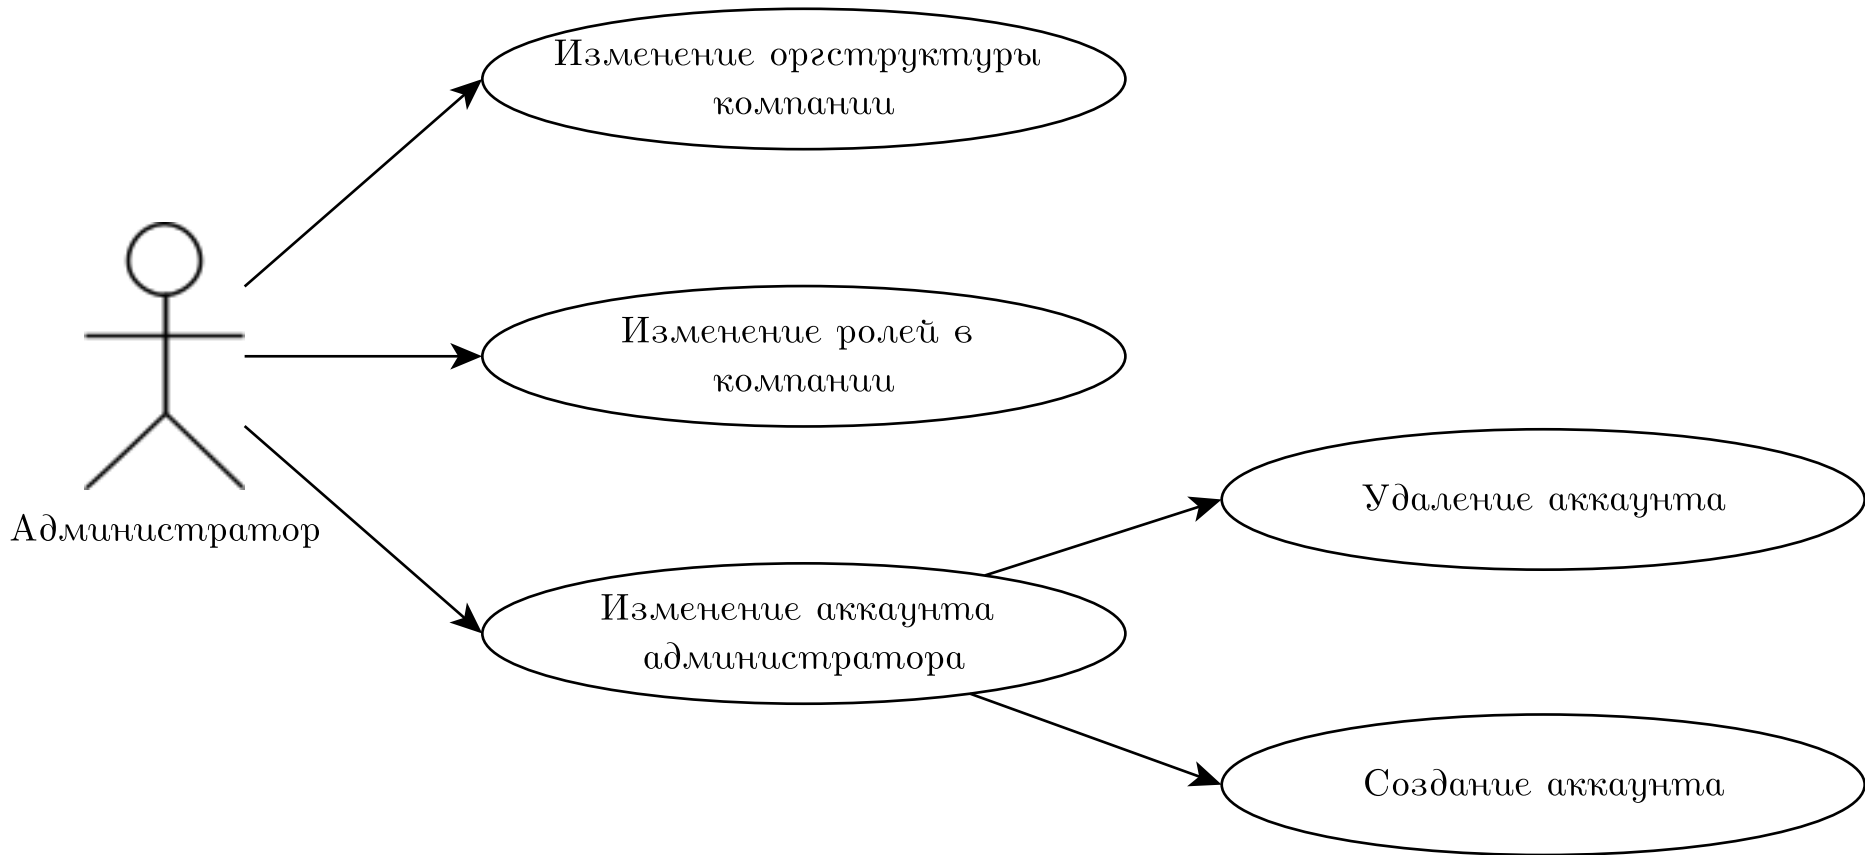 Изменение оргструктуры
компании
Изменение ролей в
компании
Удаление аккаунта
Администратор
Изменение аккаунта
администратора
Создание аккаунта